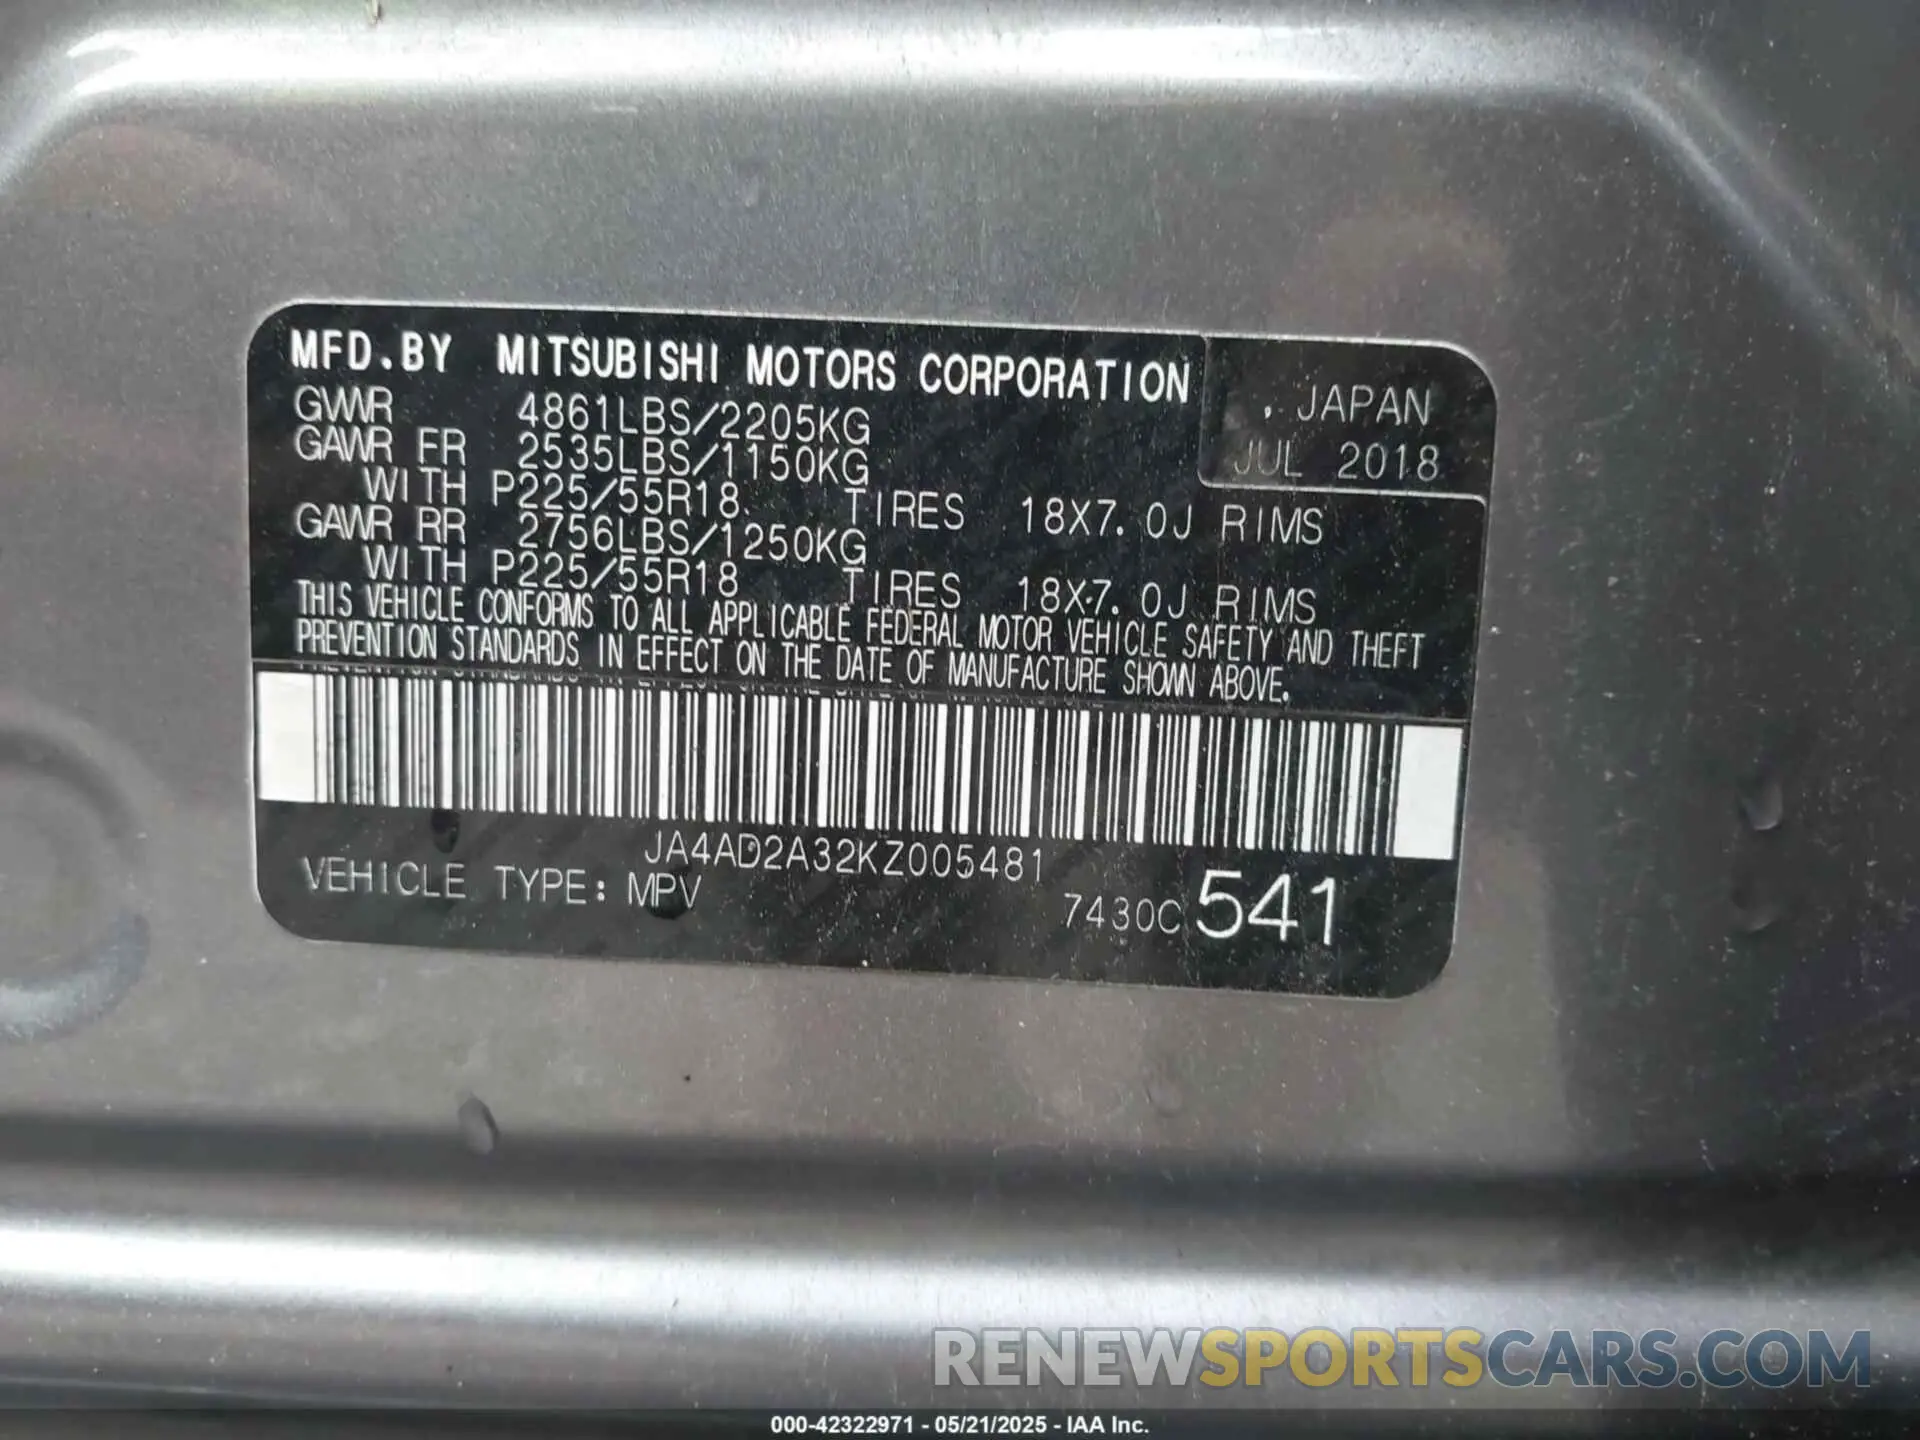 MFD.BY MITSUBISHI MOTORS CORPORATION
GVWR 4861LBS/2205KG
GAWR FR 2535LBS/1150KG
WITH P225/55R18 TIRES 18X7.0J RIMS
GAWR RR 2756LBS/1250KG
WITH P225/55R18 TIRES 18X7.0J RIMS
JAPAN
JUL 2018
THIS VEHICLE CONFORMS TO ALL APPLICABLE FEDERAL MOTOR VEHICLE SAFETY AND THEFT
PREVENTION STANDARDS IN EFFECT ON THE DATE OF MANUFACTURE SHOWN ABOVE.
JA4AD2A32KZ005481
VEHICLE TYPE: MPV
7430C 541
RENEWSPORTSCARS.COM
000-42322971 - 05/21/2025 - IAA Inc.